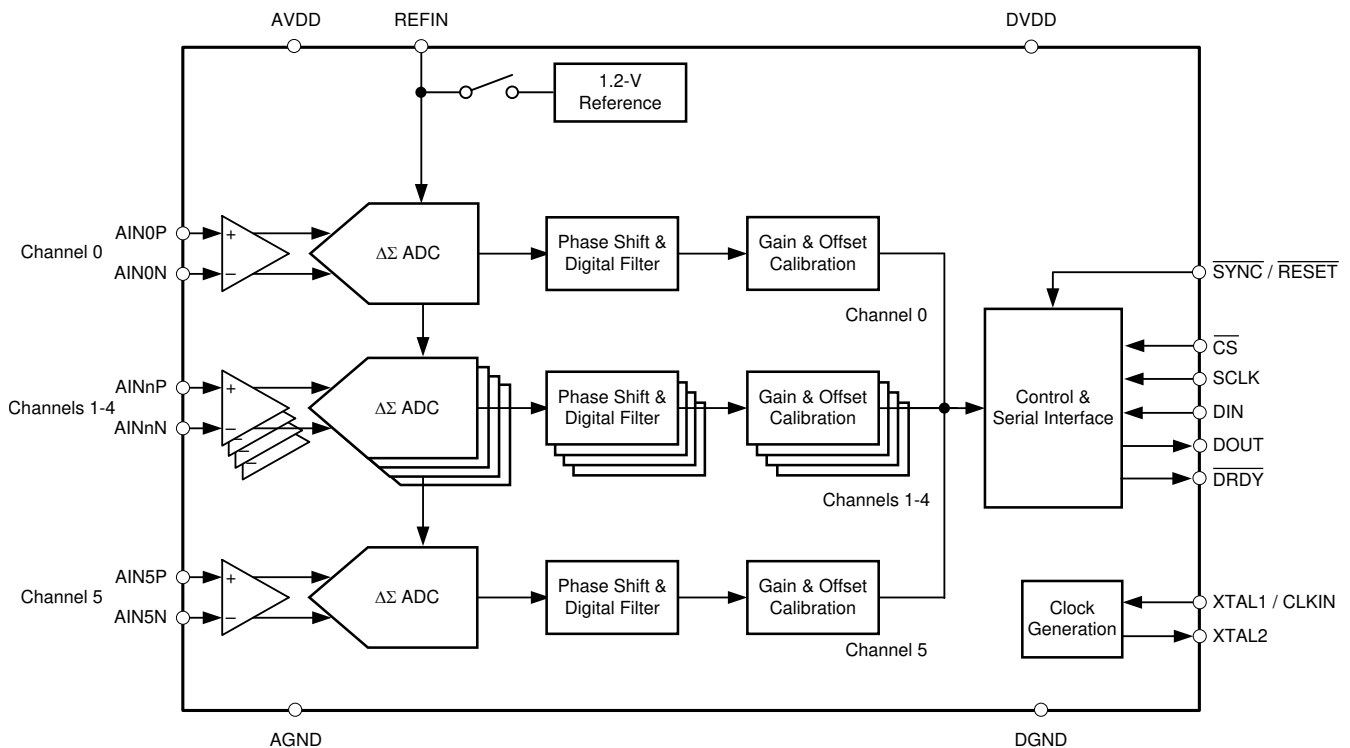 AVDD REFIN DVDD
1.2-V
Reference
Channel 0
AIN0P
AIN0N
+
−
ΔΣ ADC
Phase Shift &
Digital Filter
Gain & Offset
Calibration
Channel 0
SYNC / RESET
Channels 1-4
AINnP
AINnN
+
−
−
−
−
ΔΣ ADC
Phase Shift &
Digital Filter
Gain & Offset
Calibration
Channels 1-4
Control &
Serial Interface
CS
SCLK
DIN
DOUT
DRDY
Channel 5
AIN5P
AIN5N
+
−
ΔΣ ADC
Phase Shift &
Digital Filter
Gain & Offset
Calibration
Channel 5
Clock
Generation
XTAL1 / CLKIN
XTAL2
AGND DGND